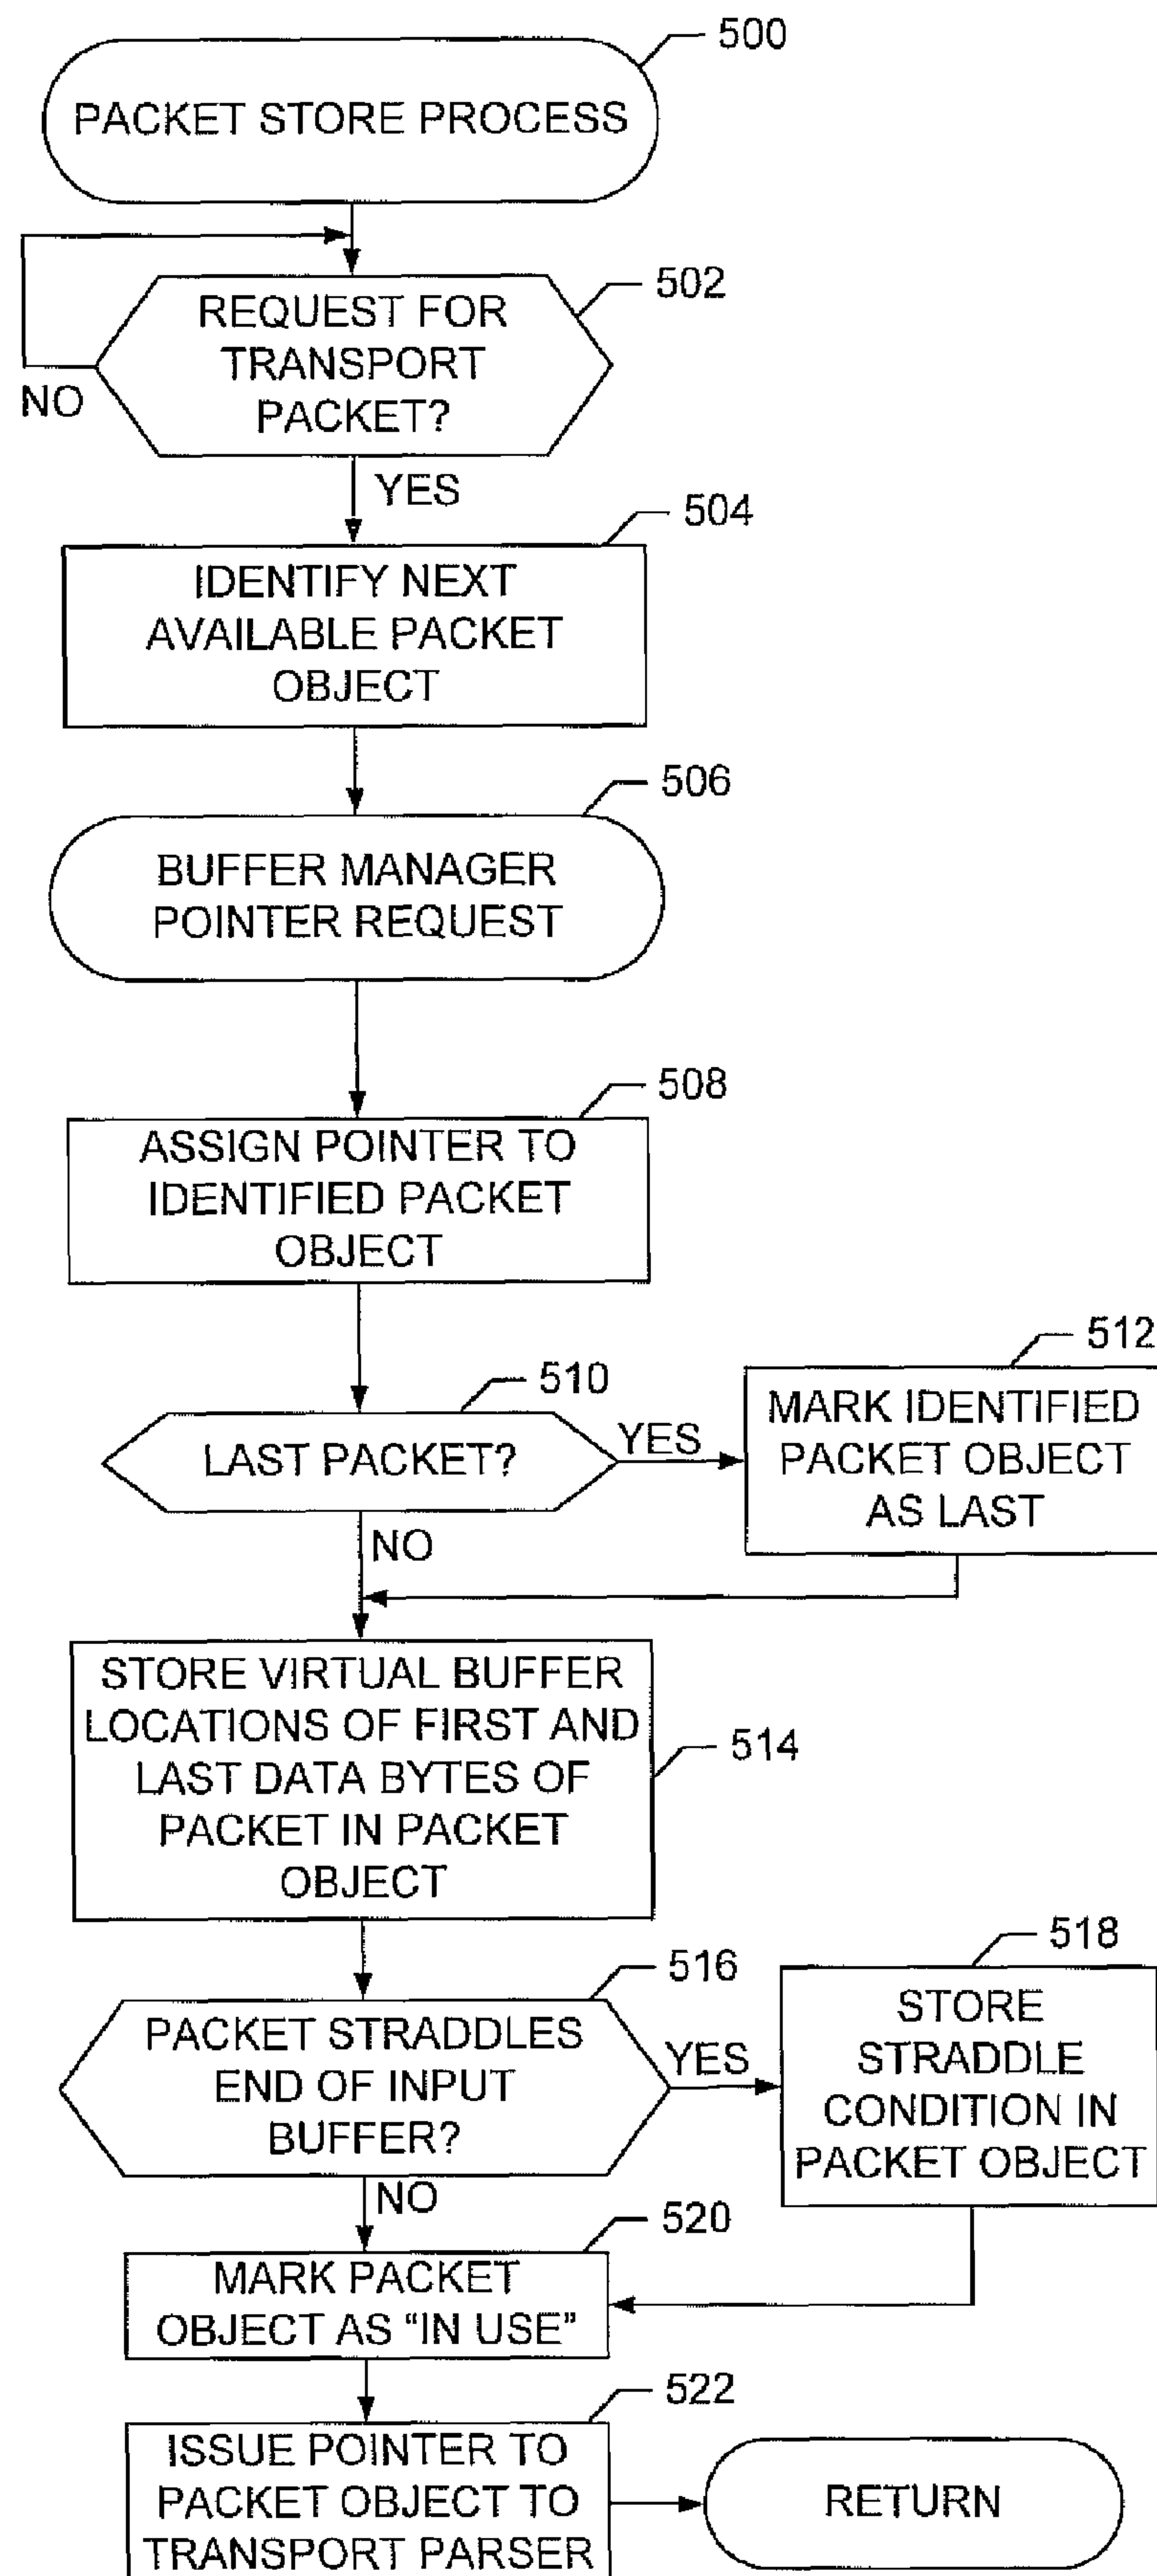 500
PACKET STORE PROCESS
502
REQUEST FOR
TRANSPORT
PACKET?
NO
YES
504
IDENTIFY NEXT
AVAILABLE PACKET
OBJECT
506
BUFFER MANAGER
POINTER REQUEST
508
ASSIGN POINTER TO
IDENTIFIED PACKET
OBJECT
510
LAST PACKET?
YES
512
MARK IDENTIFIED
PACKET OBJECT
AS LAST
NO
STORE VIRTUAL BUFFER
LOCATIONS OF FIRST AND
LAST DATA BYTES OF
PACKET IN PACKET
OBJECT
514
516
PACKET STRADDLES
END OF INPUT
BUFFER?
YES
518
STORE
STRADDLE
CONDITION IN
PACKET OBJECT
NO
520
MARK PACKET
OBJECT AS “IN USE”
522
ISSUE POINTER TO
PACKET OBJECT TO
TRANSPORT PARSER
RETURN